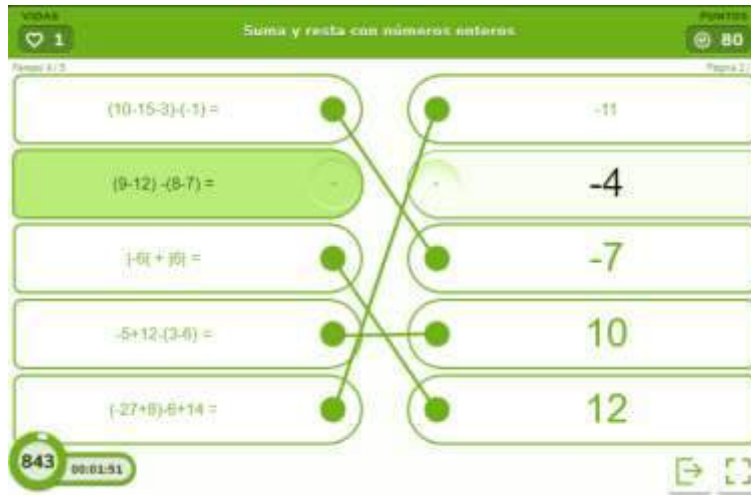 VIDAS
1
Suma y resta con números enteros
PUNTOS
80
(10-15-3)-(-1) =
-11
(9-12) -(8-7) =
-4
|-6| + |6| =
-7
-5+12-(3-6) =
10
(-27+8)-6+14 =
12
843
00:01:51